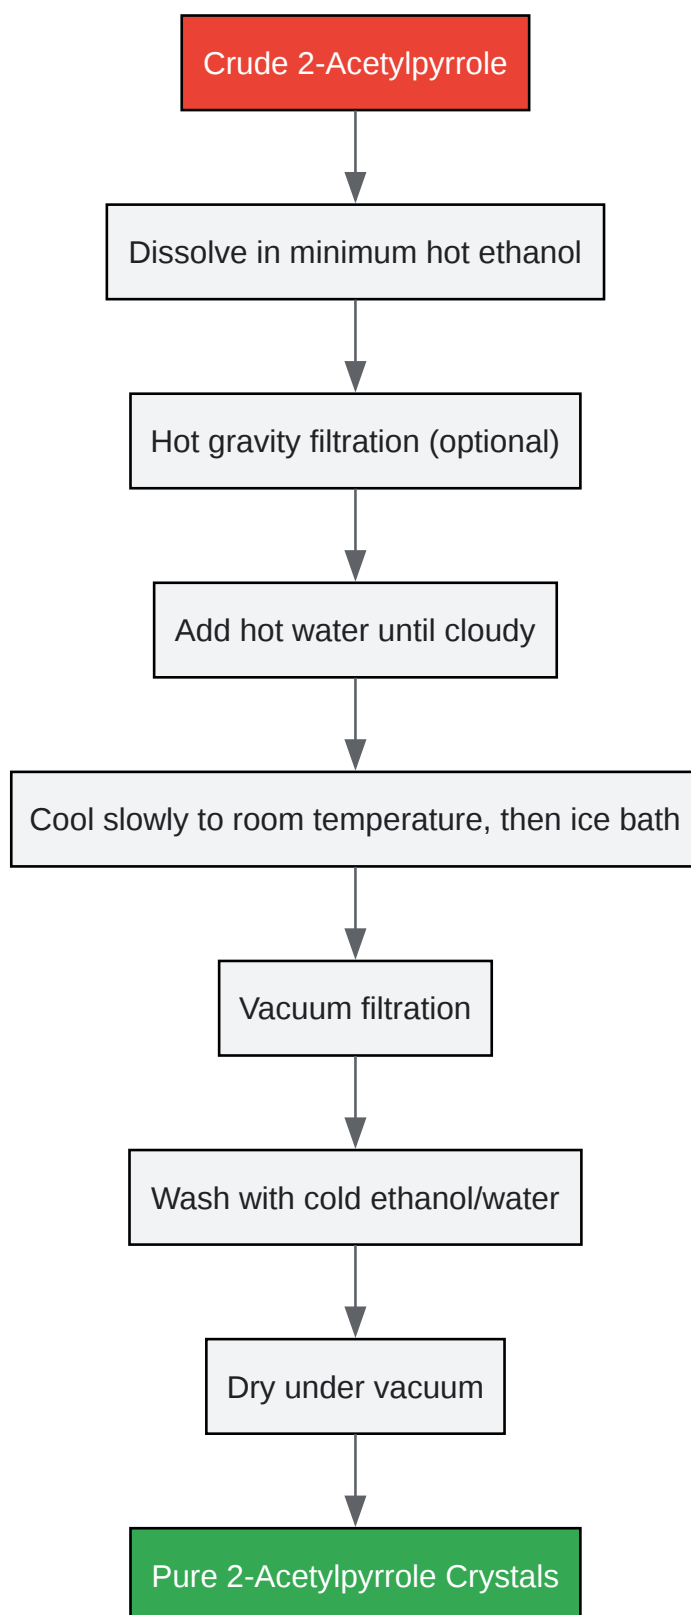 Crude 2-Acetylpyrrole
Dissolve in minimum hot ethanol
Hot gravity filtration (optional)
Add hot water until cloudy
Cool slowly to room temperature, then ice bath
Vacuum filtration
Wash with cold ethanol/water
Dry under vacuum
Pure 2-Acetylpyrrole Crystals